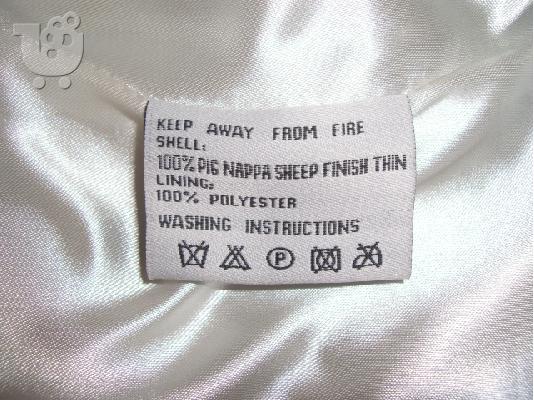 KEEP AWAY FROM FIRE
SHELL:
100% PIG NAPPA SHEEP FINISH THIN
LINING:
100% POLYESTER
WASHING INSTRUCTIONS
P